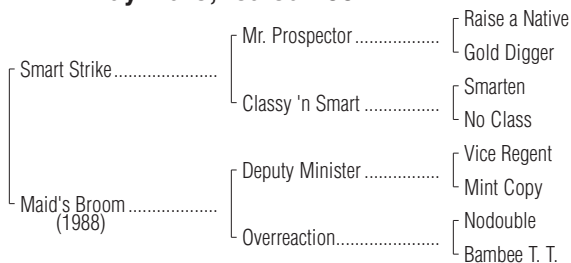 Raise a Native
Mr. Prospector
Gold Digger
Smart Strike
Smarten
Classy 'n Smart
No Class
Vice Regent
Deputy Minister
Mint Copy
Maid's Broom
(1988)
Nodouble
Overreaction
Bambee T. T.